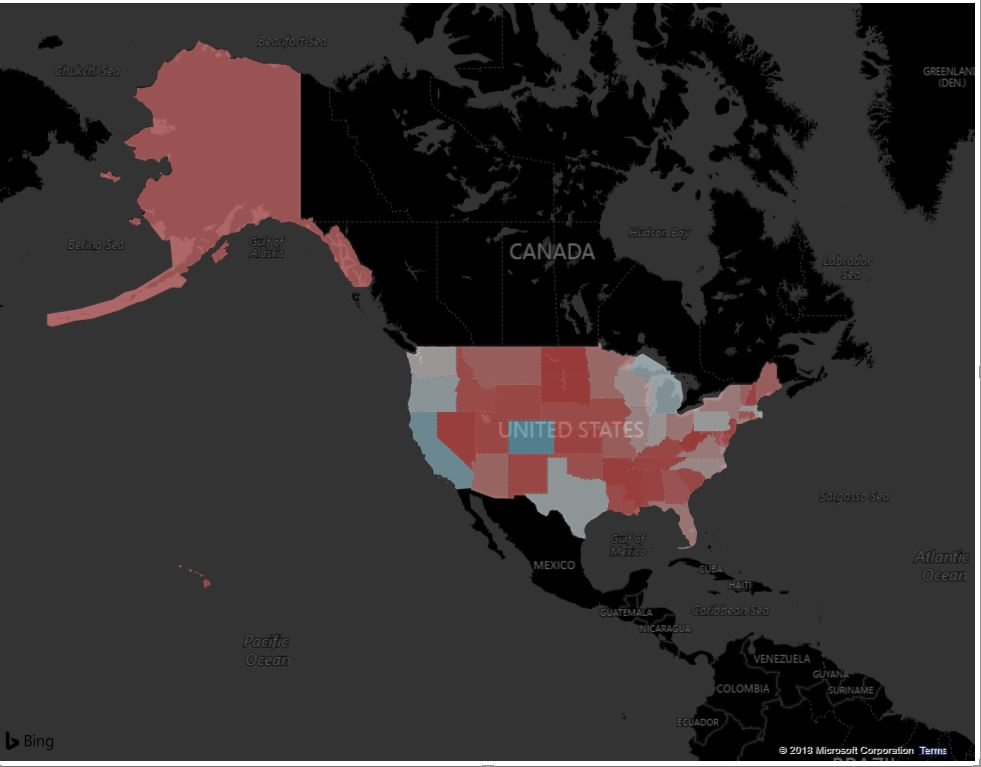 Beaufort Sea
Chukchi Sea
GREENLAN
(DEN.)
Hudson Bay
Bering Sea
Gulf of
Alaska
CANADA
Labrador
Sea
UNITED STATES
Sargasso Sea
Gulf of
Mexico
MEXICO
Atlantic
Ocean
CUBA
HAITI
GUATEMALA
Caribbean Sea
NICARAGUA
Pacific
Ocean
VENEZUELA
GUYANA
COLOMBIA
SURINAME
ECUADOR
Bing
© 2018 Microsoft Corporation Terms
BRAZIL